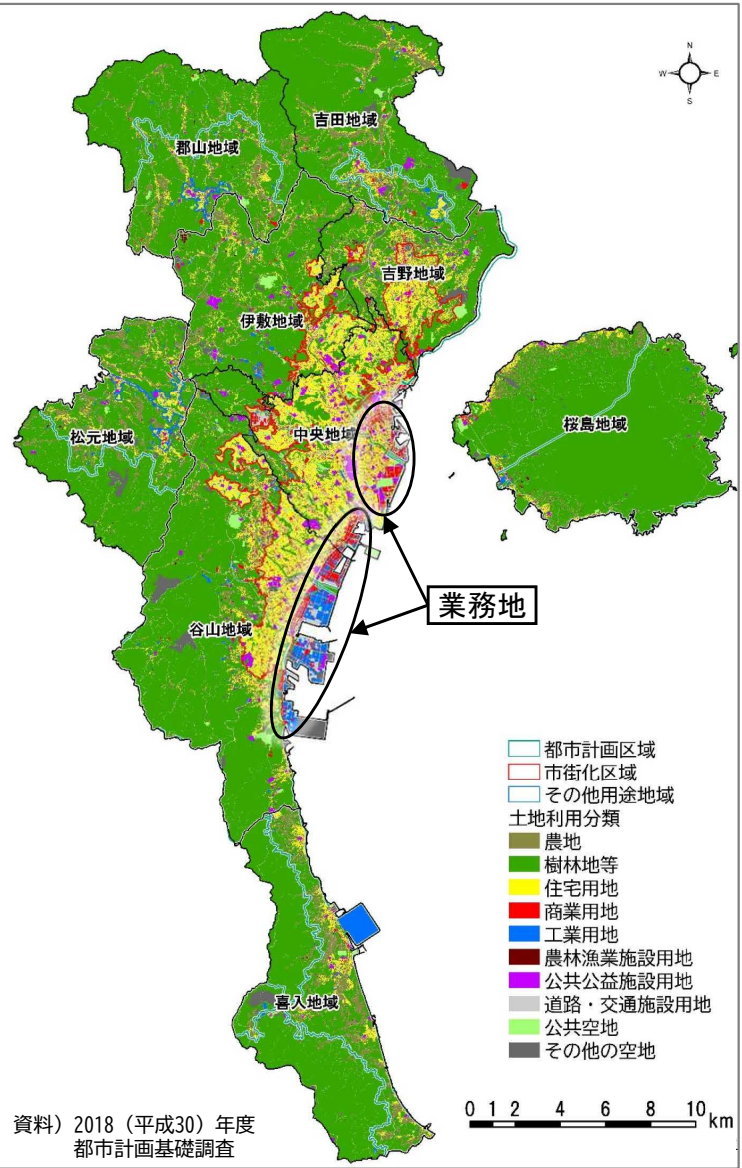 N
W
E
S
吉田地域
郡山地域
吉野地域
伊敷地域
桜島地域
松元地域
中央地域
業務地
谷山地域
喜入地域
都市計画区域
市街化区域
その他用途地域
土地利用分類
農地
樹林地等
住宅用地
商業用地
工業用地
農林漁業施設用地
公共公益施設用地
道路・交通施設用地
公共空地
その他の空地
0 1 2 4 6 8 10 km
資料）2018（平成30）年度
都市計画基礎調査